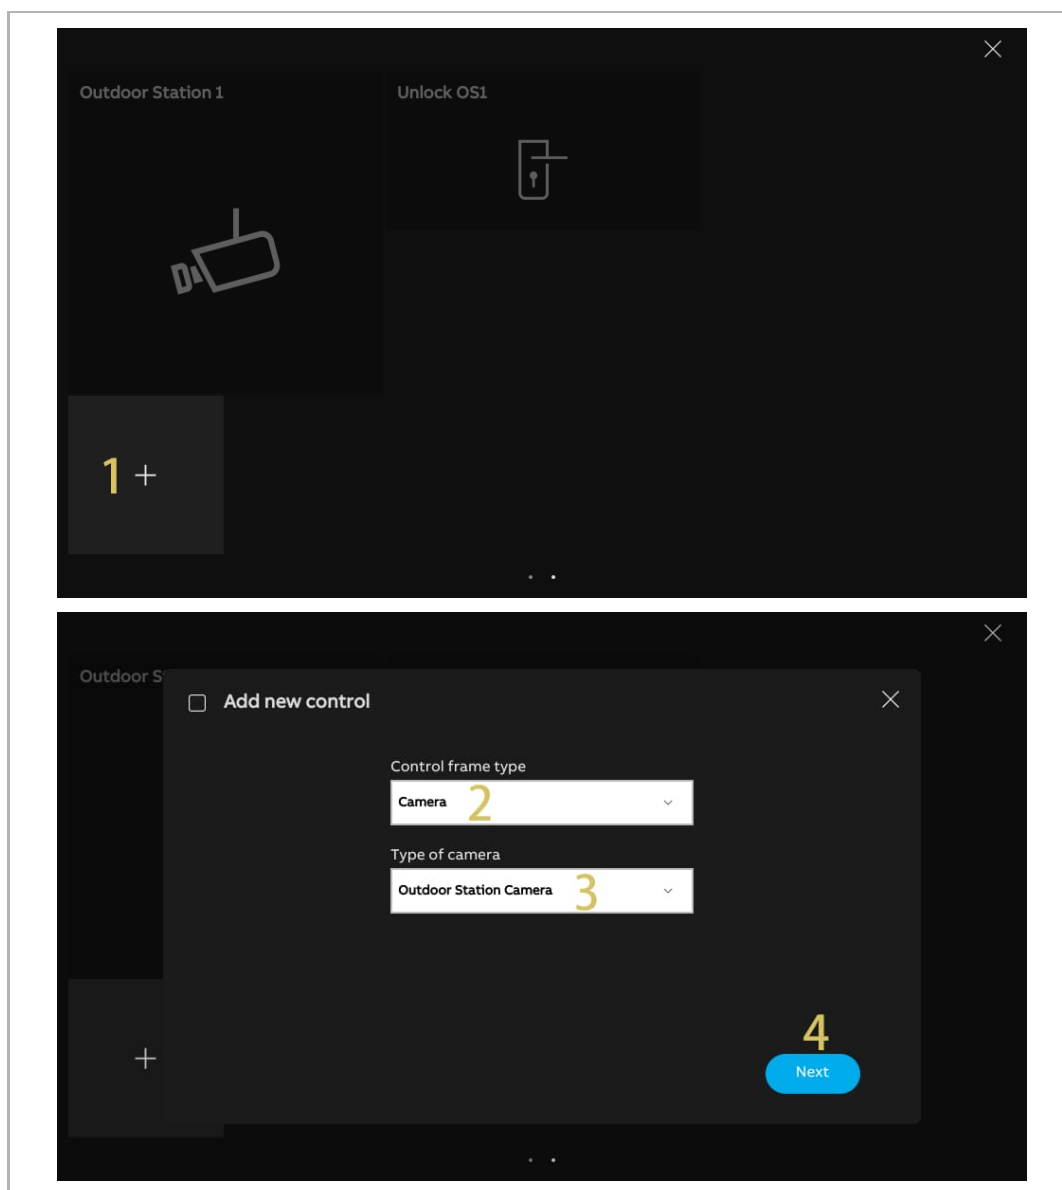 Outdoor Station 1
Unlock OS1
1 +
Outdoor S
Add new control
Control frame type
Camera 2
Type of camera
Outdoor Station Camera 3
4
+
Next